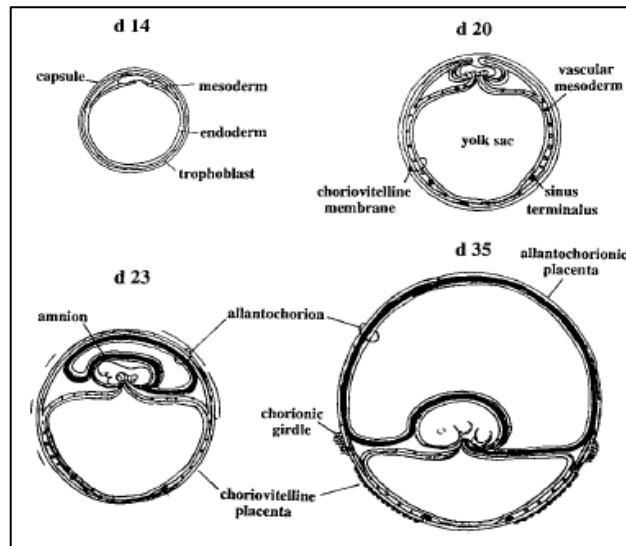 d 14
capsule
mesoderm
endoderm
trophoblast
d 20
vascular
mesoderm
yolk sac
choriovitelline
membrane
sinus
terminalus
d 23
amnion
allantochorion
d 35
allantochorionic
placenta
chorionic
girdle
choriovitelline
placenta